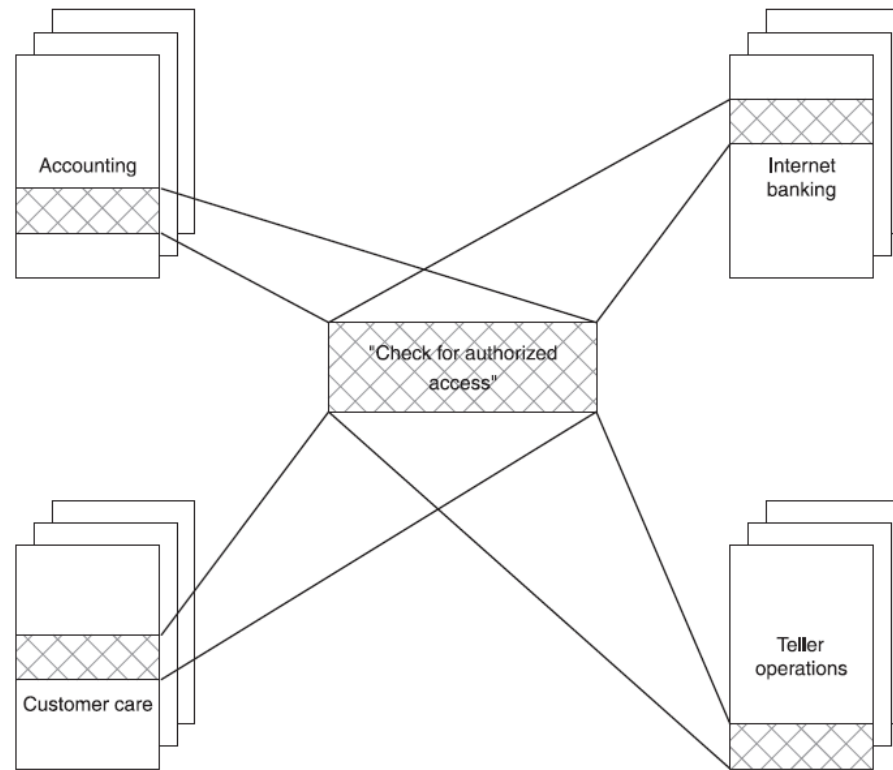 Accounting
Internet
banking
"Check for authorized
access"
Customer care
Teller
operations